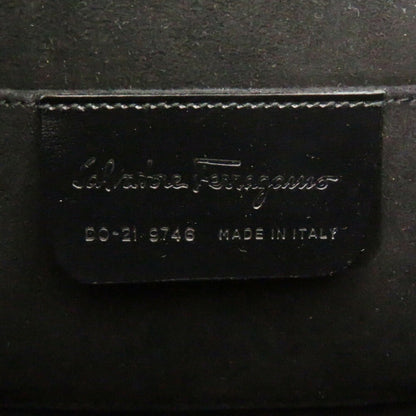 Salvatore Ferragamo
DO-21 9746 MADE IN ITALY